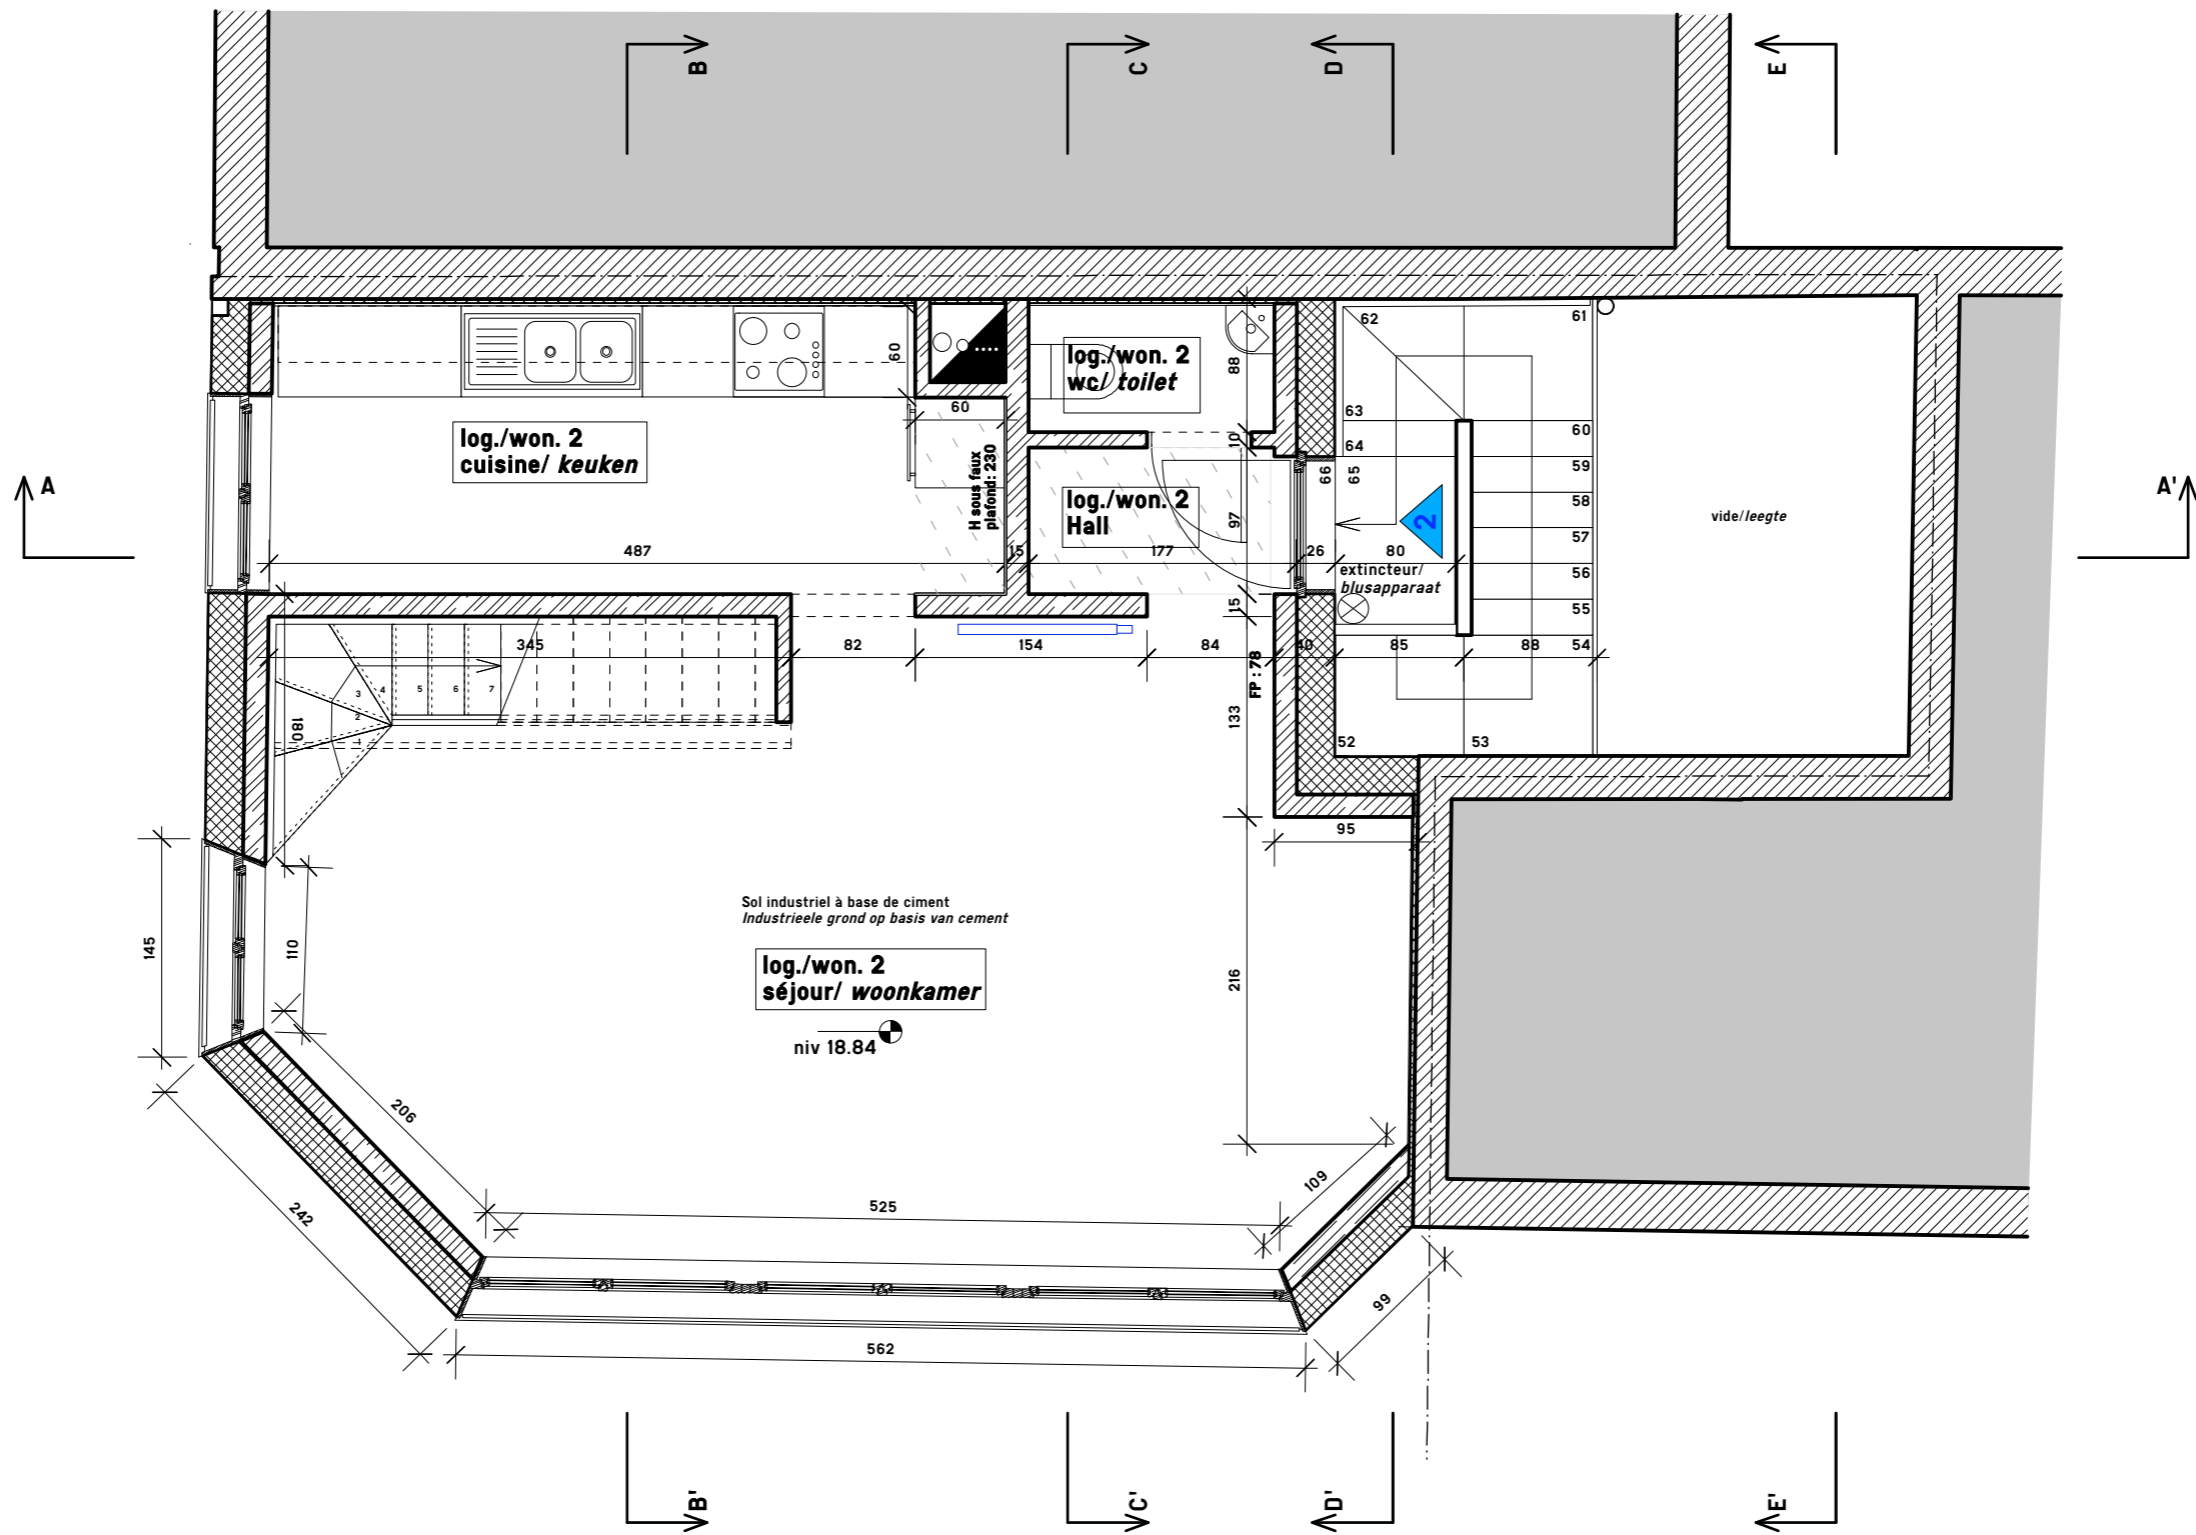 B
C
D
E
62
61
60
88
log./won. 2
wc/ toilet
60
63
60
log./won. 2
cuisine/ keuken
10
64
59
H sous faux
plafond: 230
66
65
A
A'
log./won. 2
Hall
58
97
2
vide/leegte
57
487
15
177
26
80
56
extincteur/
blusapparaat
15
55
345
82
154
84
40
85
88
54
FP : 78
3
4
5
6
7
2
1
180
133
52
53
95
145
110
Sol industriel à base de ciment
Industrieele grond op basis van cement
log./won. 2
séjour/ woonkamer
216
niv 18.84
206
109
242
525
99
562
B'
C'
D'
E'